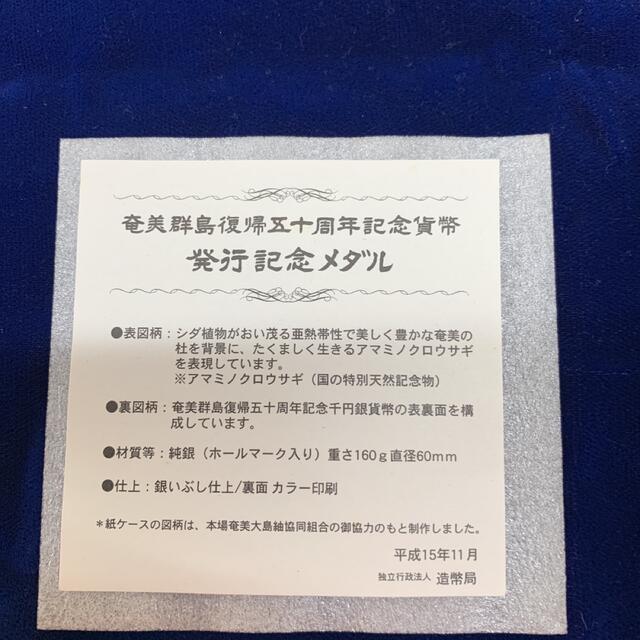 奄美群島復帰五十周年記念貨幣
発行記念メダル
●表図柄：シダ植物がおい茂る亜熱帯性で美しく豊かな奄美の
杜を背景に、たくましく生きるアマミノクロウサギ
を表現しています。
※アマミノクロウサギ（国の特別天然記念物）
●裏図柄：奄美群島復帰五十周年記念千円銀貨幣の表裏面を構
成しています。
●材質等：純銀（ホールマーク入り）重さ160ｇ直径60mm
●仕上：銀いぶし仕上/裏面 カラー印刷
＊紙ケースの図柄は、本場奄美大島紬協同組合の御協力のもと制作しました。
平成15年11月
独立行政法人 造幣局